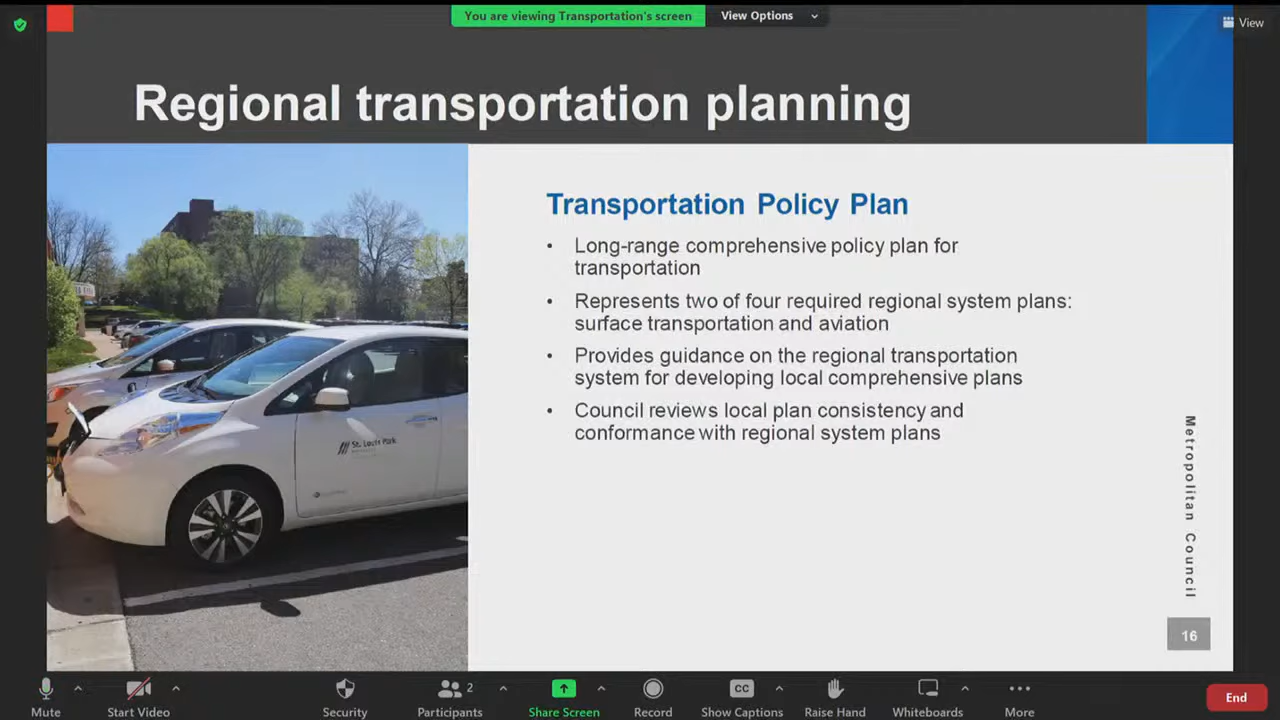 You are viewing Transportation's screen
View Options
View
Regional transportation planning
Transportation Policy Plan
• Long-range comprehensive policy plan for
transportation
• Represents two of four required regional system plans:
surface transportation and aviation
• Provides guidance on the regional transportation
system for developing local comprehensive plans
• Council reviews local plan consistency and
conformance with regional system plans
St. Louis Park
Metropolitan Council
16
Mute
Start Video
Security
Participants
2
Share Screen
Record
CC
Show Captions
Raise Hand
Whiteboards
More
End